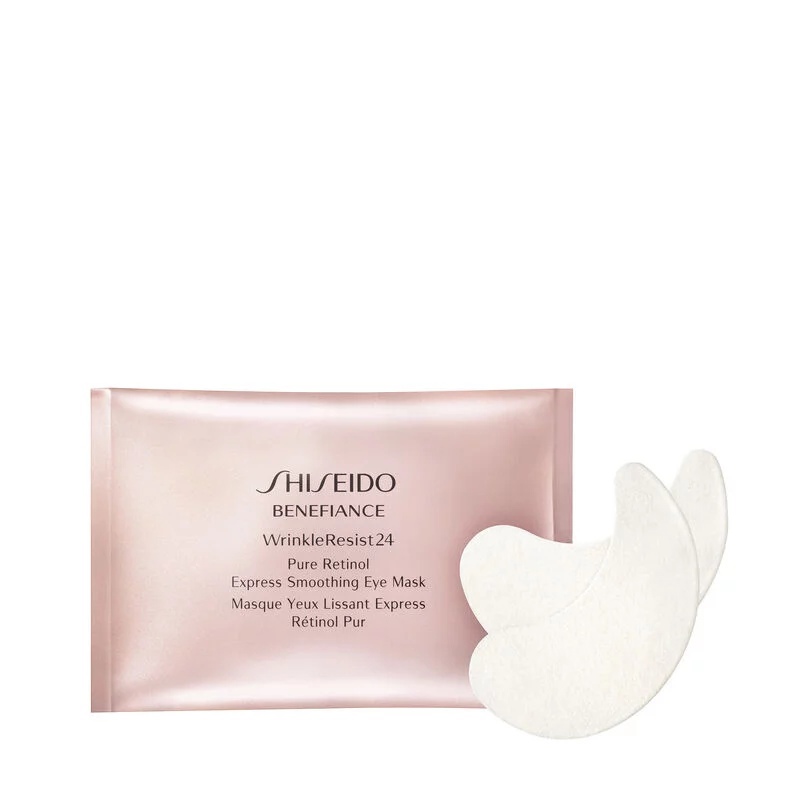 SHISEIDO
BENEFIANCE
WrinkleResist24
Pure Retinol
Express Smoothing Eye Mask
Masque Yeux Lissant Express
Rétinol Pur